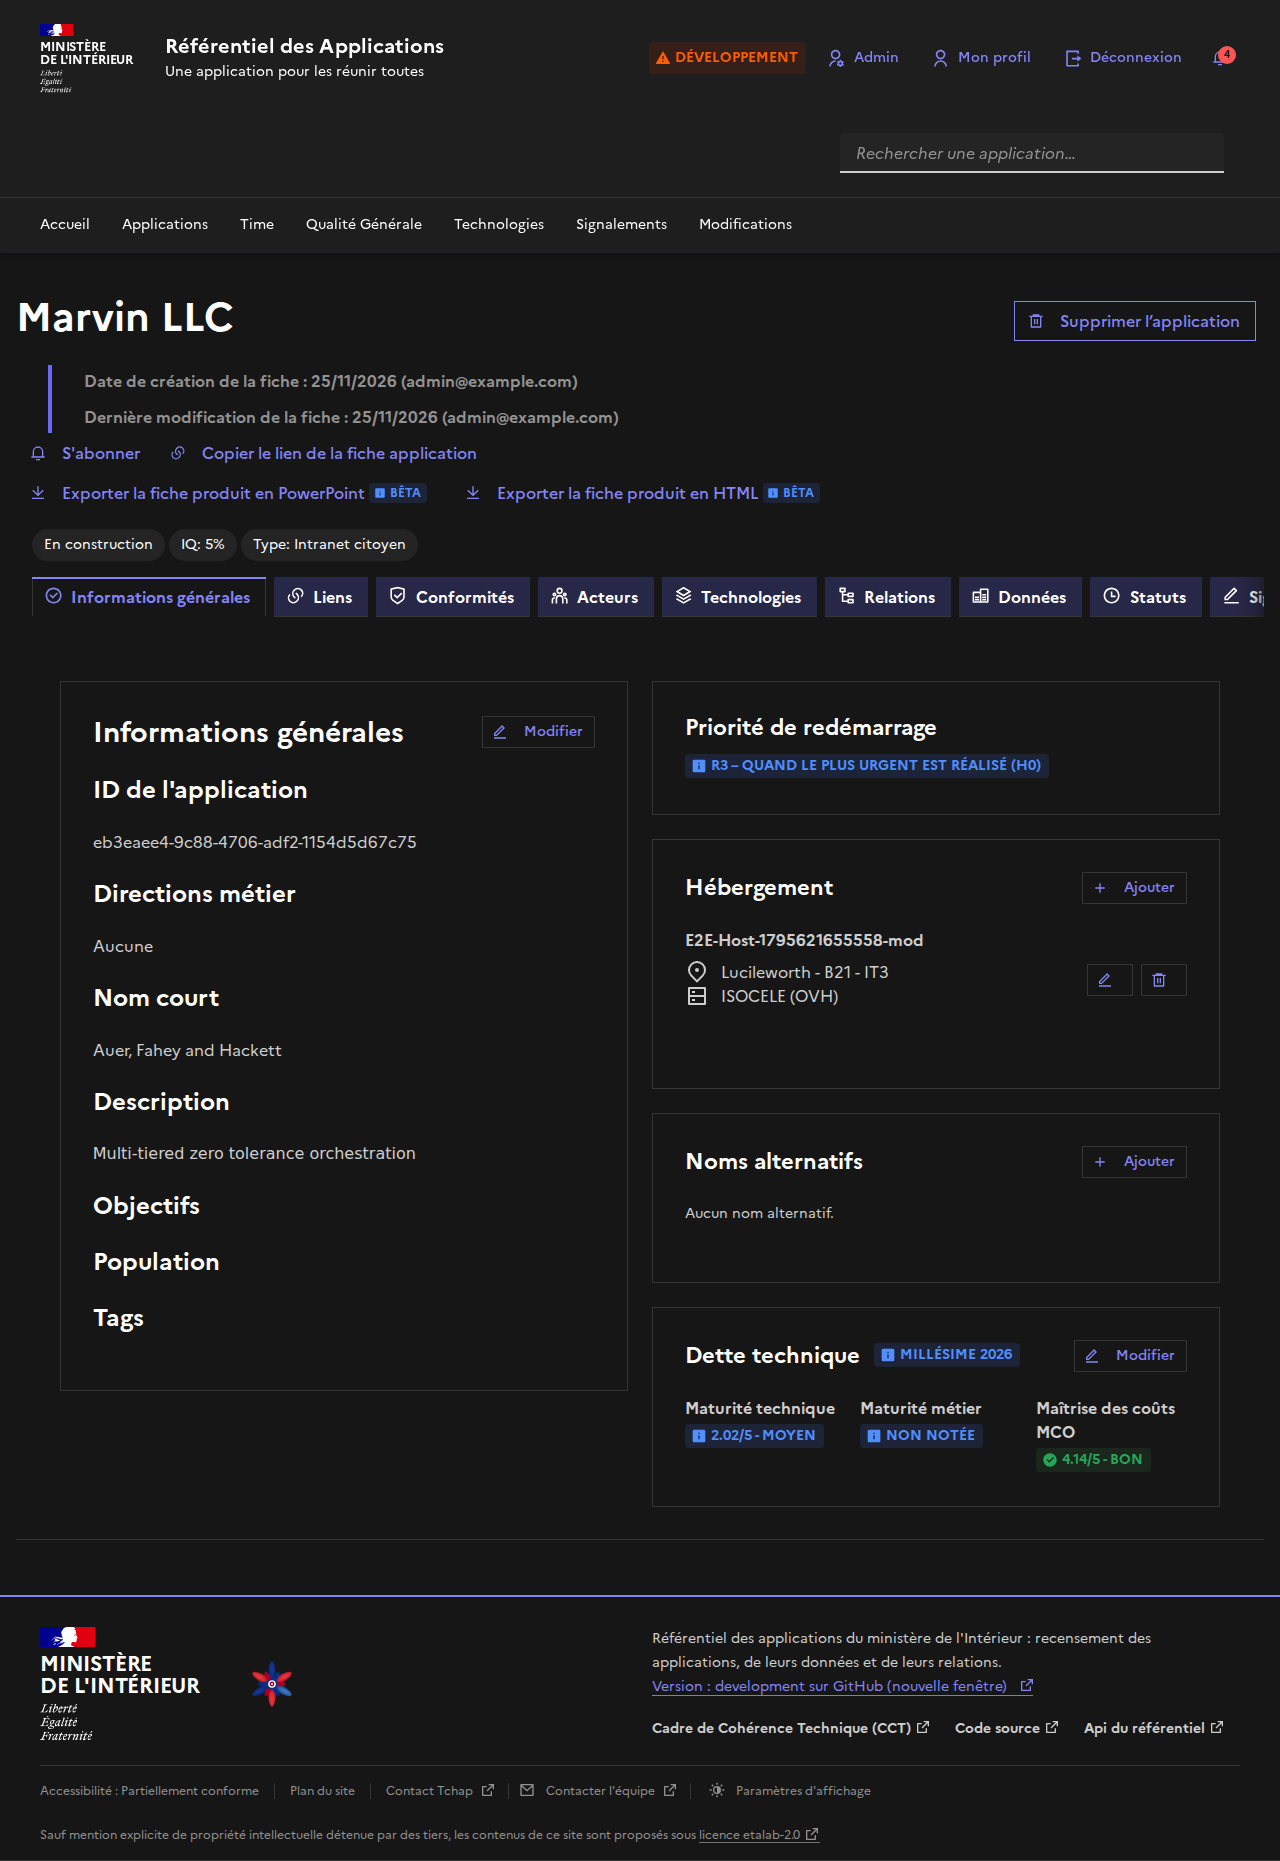 MINISTÈRE
DE L'INTÉRIEUR
Liberté
Égalité
Fraternité
Référentiel des Applications
Une application pour les réunir toutes
DÉVELOPPEMENT
Admin
Mon profil
Déconnexion
4
Rechercher une application…
Accueil
Applications
Time
Qualité Générale
Technologies
Signalements
Modifications
Marvin LLC
Supprimer l’application
Date de création de la fiche : 25/11/2026 (admin@example.com)
Dernière modification de la fiche : 25/11/2026 (admin@example.com)
S'abonner
Copier le lien de la fiche application
Exporter la fiche produit en PowerPoint BÊTA
Exporter la fiche produit en HTML BÊTA
En construction
IQ: 5%
Type: Intranet citoyen
Informations générales
Liens
Conformités
Acteurs
Technologies
Relations
Données
Statuts
Informations générales
Modifier
ID de l'application
eb3eaee4-9c88-4706-adf2-1154d5d67c75
Directions métier
Aucune
Nom court
Auer, Fahey and Hackett
Description
Multi-tiered zero tolerance orchestration
Objectifs
Population
Tags
Priorité de redémarrage
R3 – QUAND LE PLUS URGENT EST RÉALISÉ (H0)
Hébergement
Ajouter
E2E-Host-1795621655558-mod
Lucileworth - B21 - IT3
ISOCELE (OVH)
Noms alternatifs
Ajouter
Aucun nom alternatif.
Dette technique
MILLÉSIME 2026
Modifier
Maturité technique
2.02/5 - MOYEN
Maturité métier
NON NOTÉE
Maîtrise des coûts
MCO
4.14/5 - BON
MINISTÈRE
DE L'INTÉRIEUR
Liberté
Égalité
Fraternité
Référentiel des applications du ministère de l'Intérieur : recensement des
applications, de leurs données et de leurs relations.
Version : development sur GitHub (nouvelle fenêtre)
Cadre de Cohérence Technique (CCT)
Code source
Api du référentiel
Accessibilité : Partiellement conforme
Plan du site
Contact Tchap
Contacter l'équipe
Paramètres d'affichage
Sauf mention explicite de propriété intellectuelle détenue par des tiers, les contenus de ce site sont proposés sous licence etalab-2.0